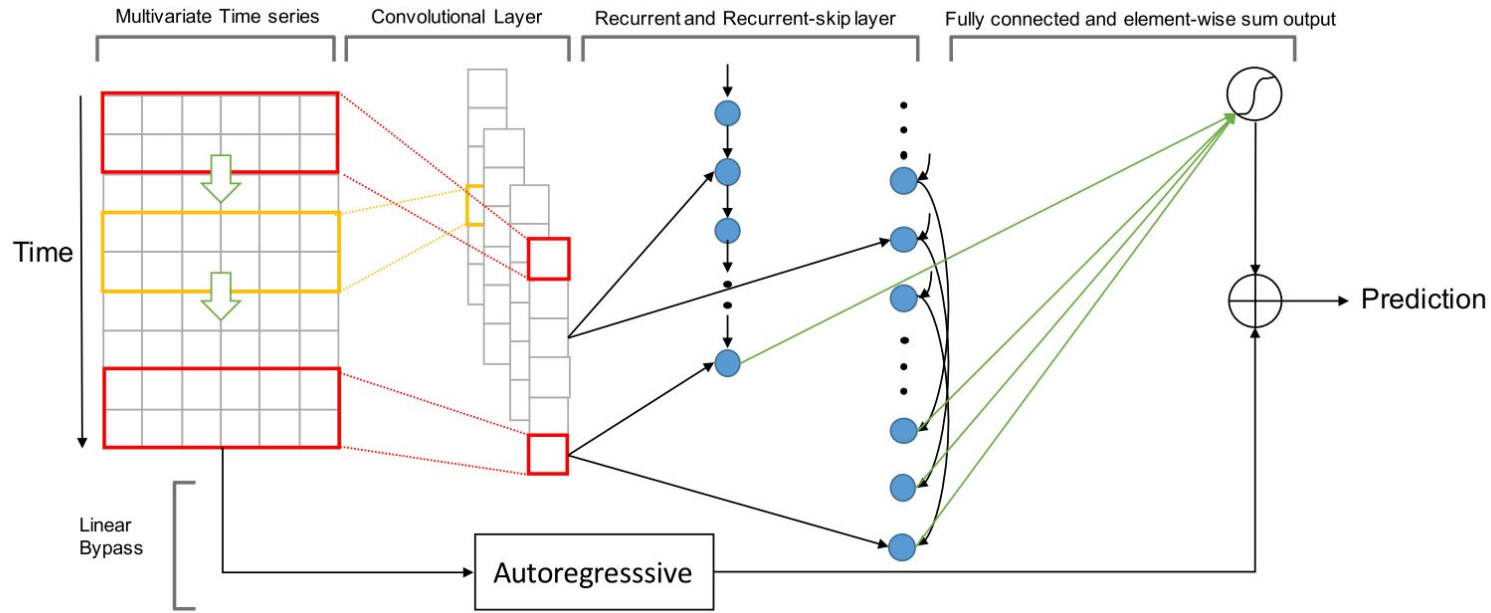 Multivariate Time series
Convolutional Layer
Recurrent and Recurrent-skip layer
Fully connected and element-wise sum output
Time
Prediction
Linear
Bypass
Autoregresssive